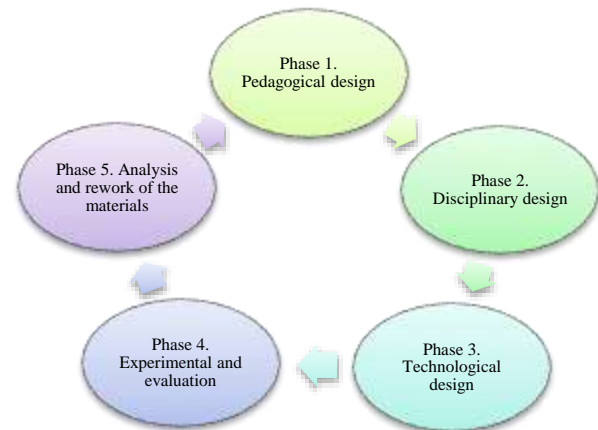 Phase 1.
Pedagogical design
Phase 2.
Disciplinary design
Phase 3.
Technological
design
Phase 4.
Experimental and
evaluation
Phase 5. Analysis
and rework of the
materials